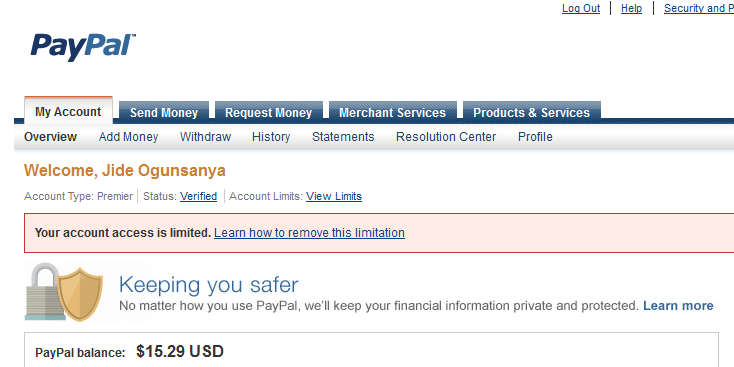 Log Out Help Security and P
PayPal™
My Account Send Money Request Money Merchant Services Products & Services
Overview Add Money Withdraw History Statements Resolution Center Profile
Welcome, Jide Ogunsanya
Account Type: Premier Status: Verified Account Limits: View Limits
Your account access is limited. Learn how to remove this limitation
Keeping you safer
No matter how you use PayPal, we'll keep your financial information private and protected. Learn more
PayPal balance: $15.29 USD